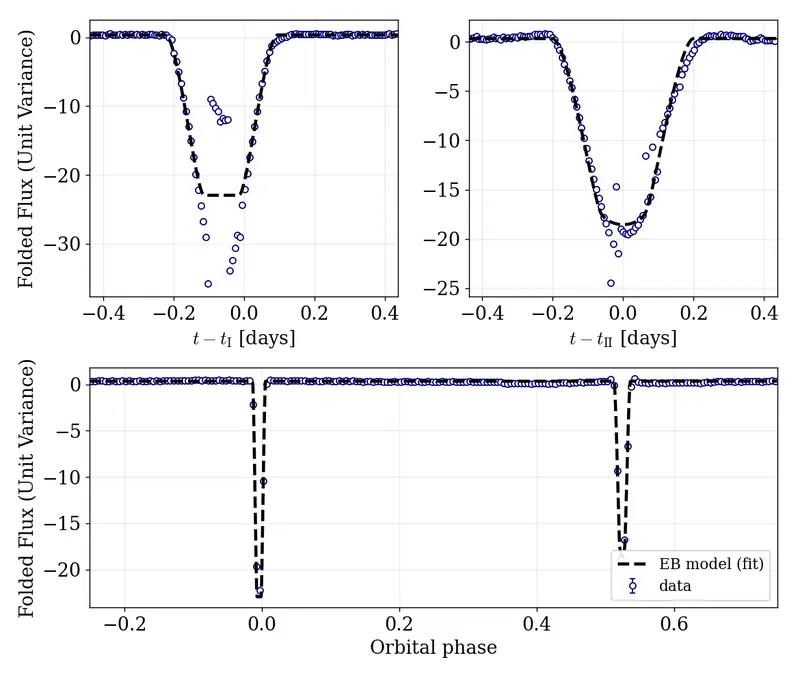 Folded Flux (Unit Variance)
0
−10
−20
−30
−0.4 −0.2 0.0 0.2 0.4
t − t_I [days]
0
−5
−10
−15
−20
−25
−0.4 −0.2 0.0 0.2 0.4
t − t_II [days]
Folded Flux (Unit Variance)
0
−5
−10
−15
−20
−0.2 0.0 0.2 0.4 0.6
Orbital phase
EB model (fit)
data